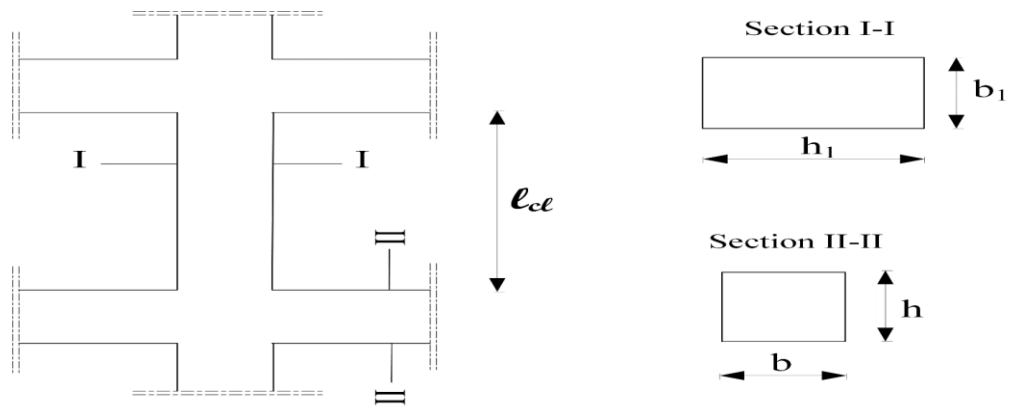 Section I-I
b₁
h₁
I I
ℓcℓ
II
Section II-II
h
b
II